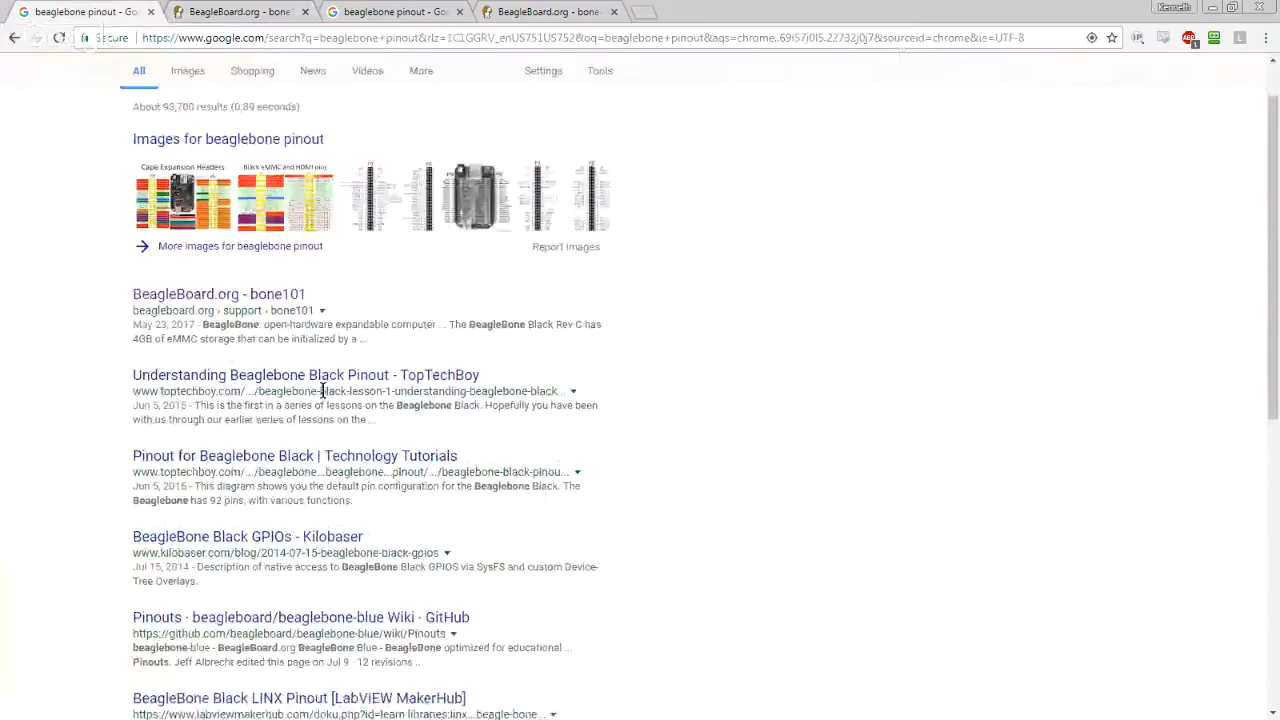 beaglebone pinout - Go
BeagleBoard.org - bone
beaglebone pinout - Goo
BeagleBoard.org - bone
Secure
https://www.google.com/search?q=beaglebone+pinout&rlz=
All Images Shopping News Videos More Settings Tools
About 93,700 results (0.89 seconds)
Images for beaglebone pinout
Cape Expansion Headers
Black eMMC and HDMI pins
More images for beaglebone pinout
Report images
BeagleBoard.org - bone101
beagleboard.org › support › bone101
May 23, 2017 - BeagleBone: open-hardware expandable computer ... The BeagleBone Black Rev C has
4GB of eMMC storage that can be initialized by a ...
Understanding Beaglebone Black Pinout - TopTechBoy
www.toptechboy.com/.../beaglebone-black-lesson-1-understanding-beaglebone-black...
Jun 5, 2015 - This is the first in a series of lessons on the Beaglebone Black. Hopefully you have been
with us through our earlier series of lessons on the ...
Pinout for Beaglebone Black | Technology Tutorials
www.toptechboy.com/.../beaglebone...beaglebone...pinout/.../beaglebone-black-pinou...
Jun 5, 2015 - This diagram shows you the default pin configuration for the Beaglebone Black. The
Beaglebone has 92 pins, with various functions.
BeagleBone Black GPIOs - Kilobaser
www.kilobaser.com/blog/2014-07-15-beaglebone-black-gpios
Jul 15, 2014 - Description of native access to BeagleBone Black GPIOS via SysFS and custom Device-
Tree Overlays.
Pinouts · beagleboard/beaglebone-blue Wiki · GitHub
https://github.com/beagleboard/beaglebone-blue/wiki/Pinouts
beaglebone-blue - BeagleBoard.org BeagleBone Blue - BeagleBone optimized for educational ...
Pinouts. Jeff Albrecht edited this page on Jul 9 · 12 revisions ...
BeagleBone Black LINX Pinout [LabVIEW MakerHub]
https://www.labviewmakerhub.com/doku.php?id=learn:libraries:linx...beagle-bone...